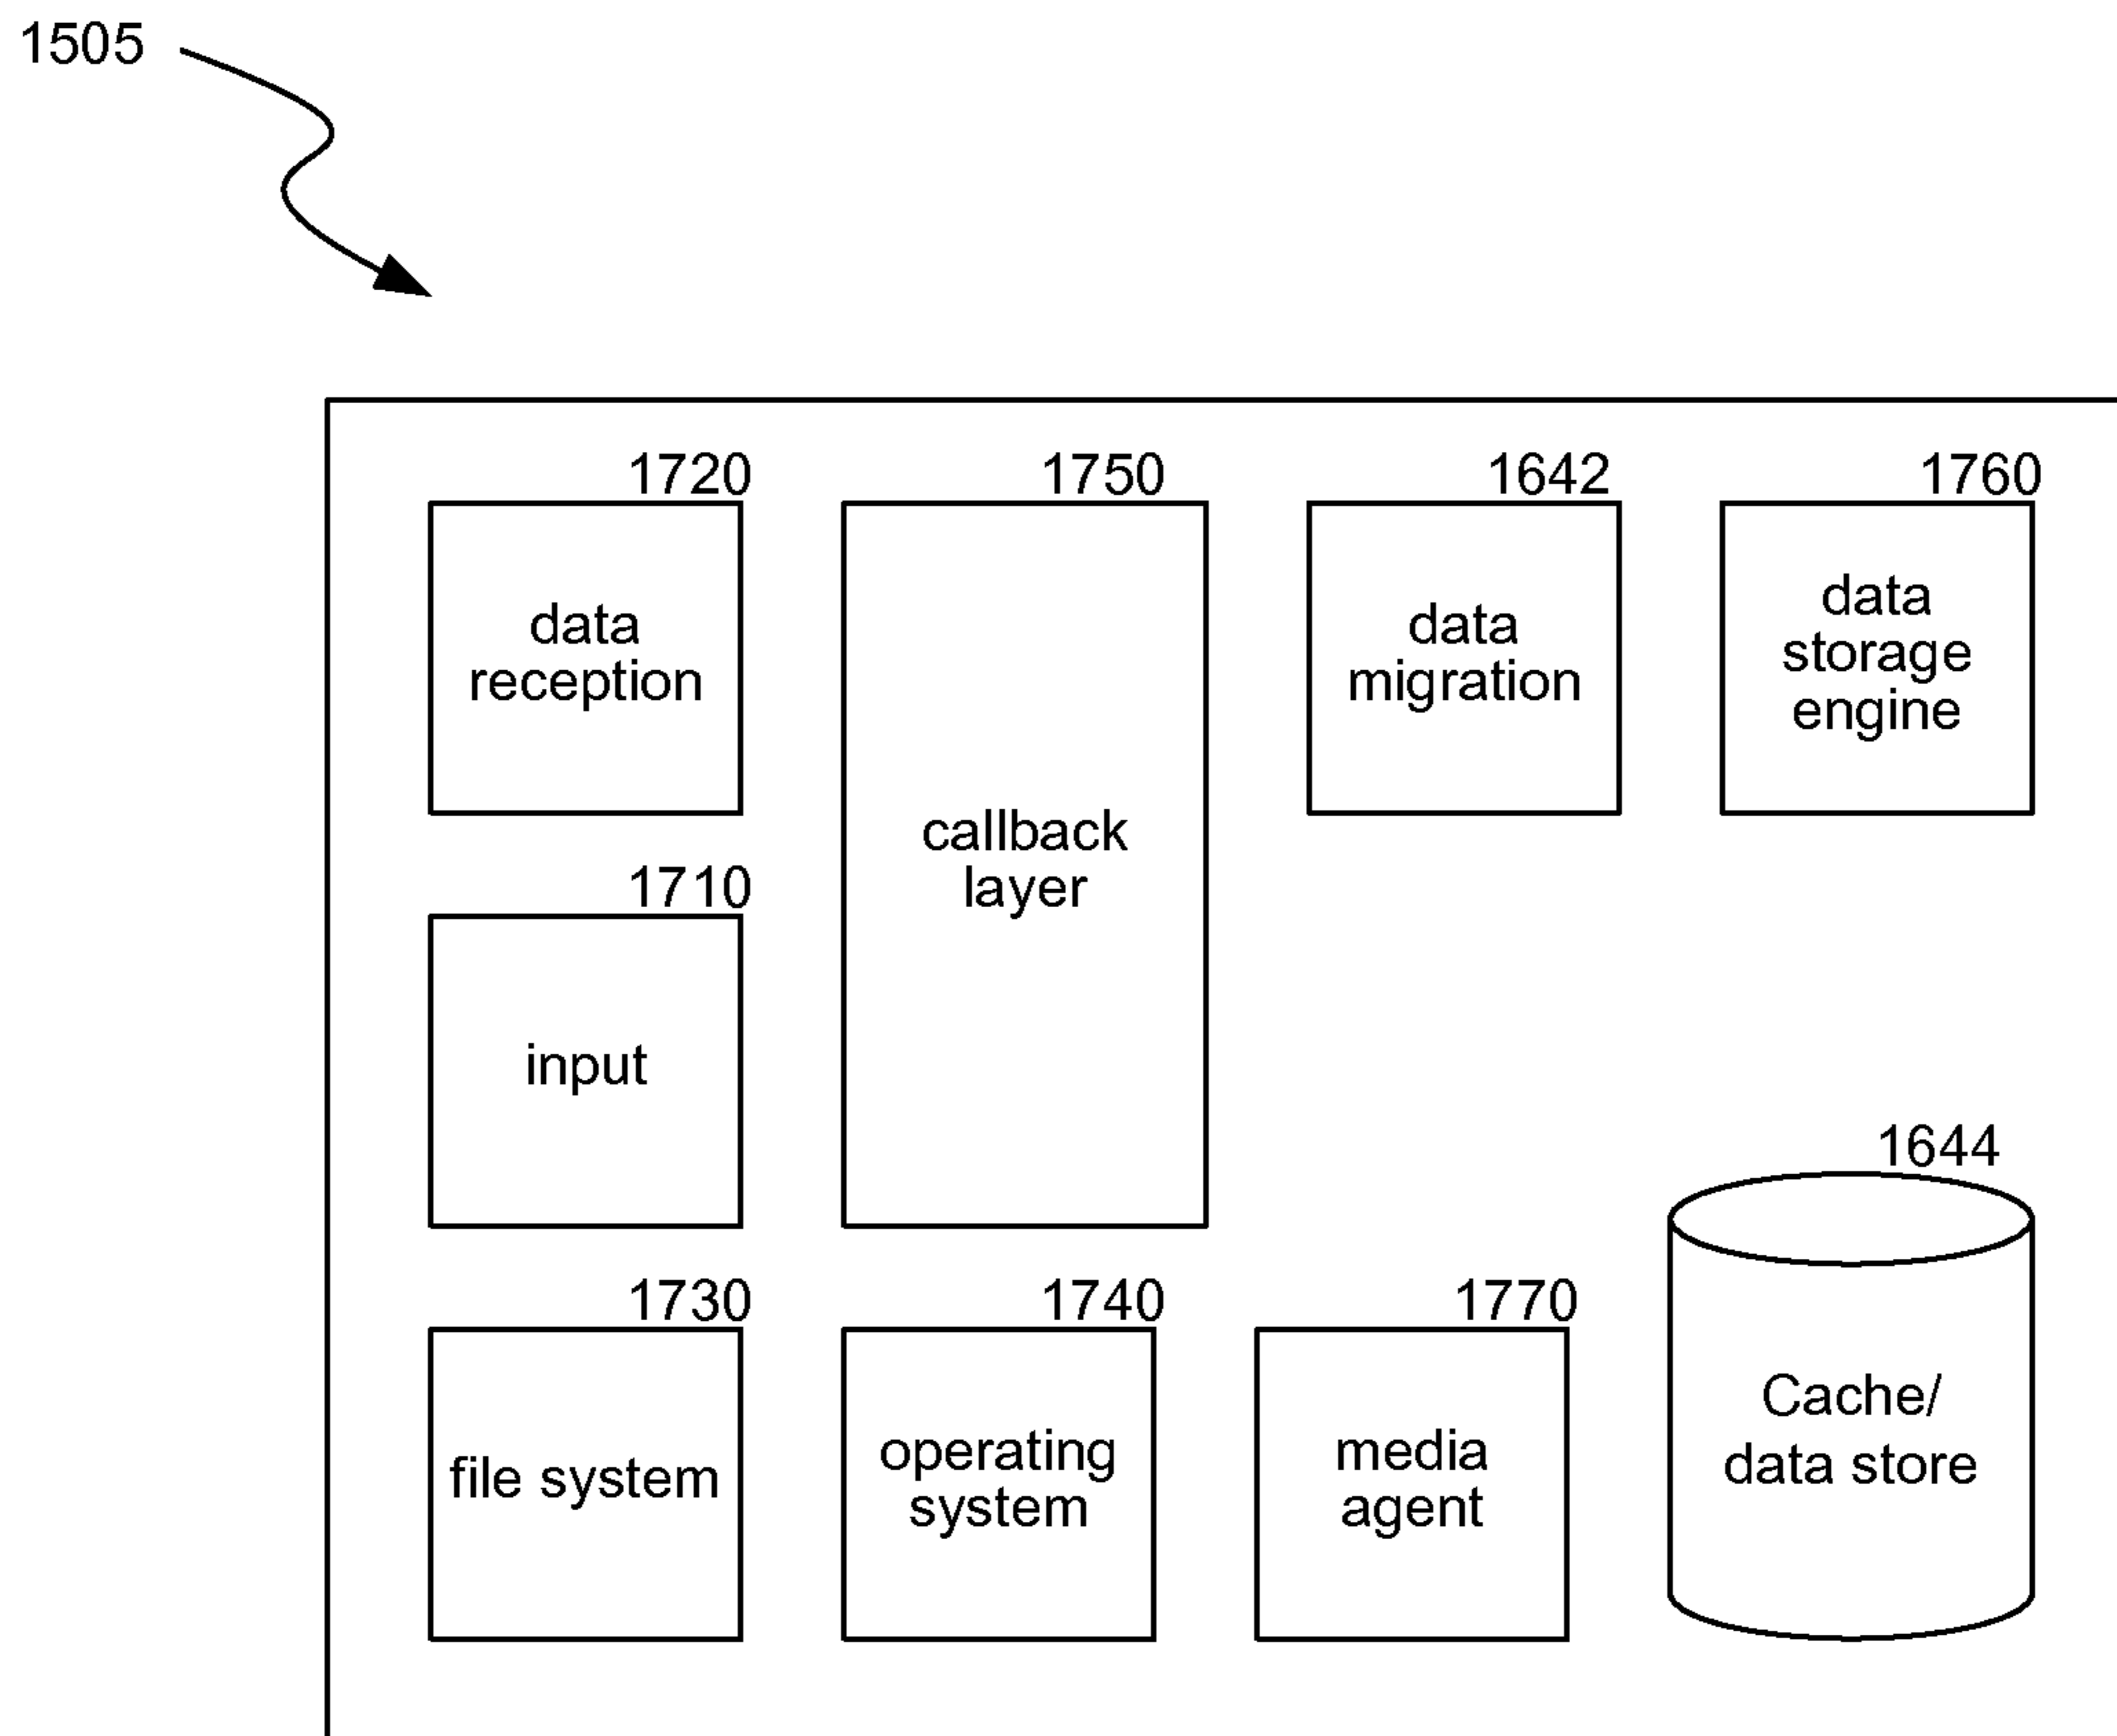 1505
1720
data
reception
1750
callback
layer
1642
data
migration
1760
data
storage
engine
1710
input
1644
Cache/
data store
1730
file system
1740
operating
system
1770
media
agent